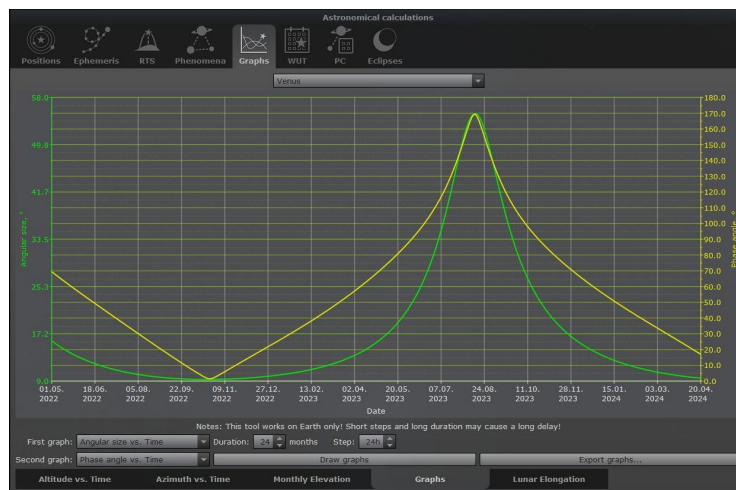 Astronomical calculations
Positions Ephemeris RTS Phenomena Graphs WUT PC Eclipses
Venus
58.0 180.0
170.0
160.0
49.8 150.0
140.0
130.0
41.7 120.0
110.0
100.0
33.5 90.0
80.0
70.0
25.3 60.0
50.0
40.0
17.2 30.0
20.0
10.0
9.0 0.0
Angular size, "
Phase angle, °
01.05. 18.06. 05.08. 22.09. 09.11. 27.12. 13.02. 02.04. 20.05. 07.07. 24.08. 11.10. 28.11. 15.01. 03.03. 20.04.
2022 2022 2022 2022 2022 2022 2023 2023 2023 2023 2023 2023 2023 2024 2024 2024
Date
Notes: This tool works on Earth only! Short steps and long duration may cause a long delay!
First graph: Angular size vs. Time Duration: 24 months Step: 24h
Second graph: Phase angle vs. Time Draw graphs Export graphs...
Altitude vs. Time Azimuth vs. Time Monthly Elevation Graphs Lunar Elongation